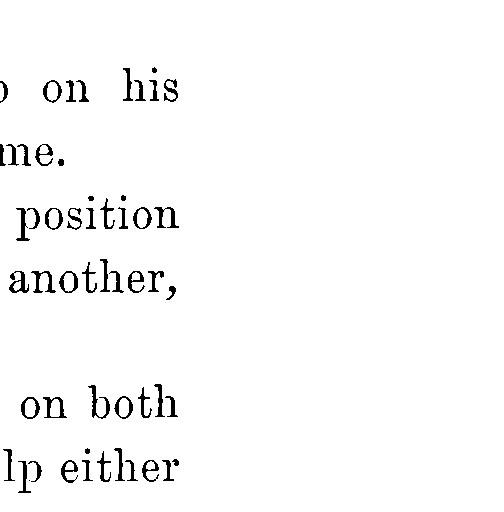 on his
me.
position
another,
on both
lp either